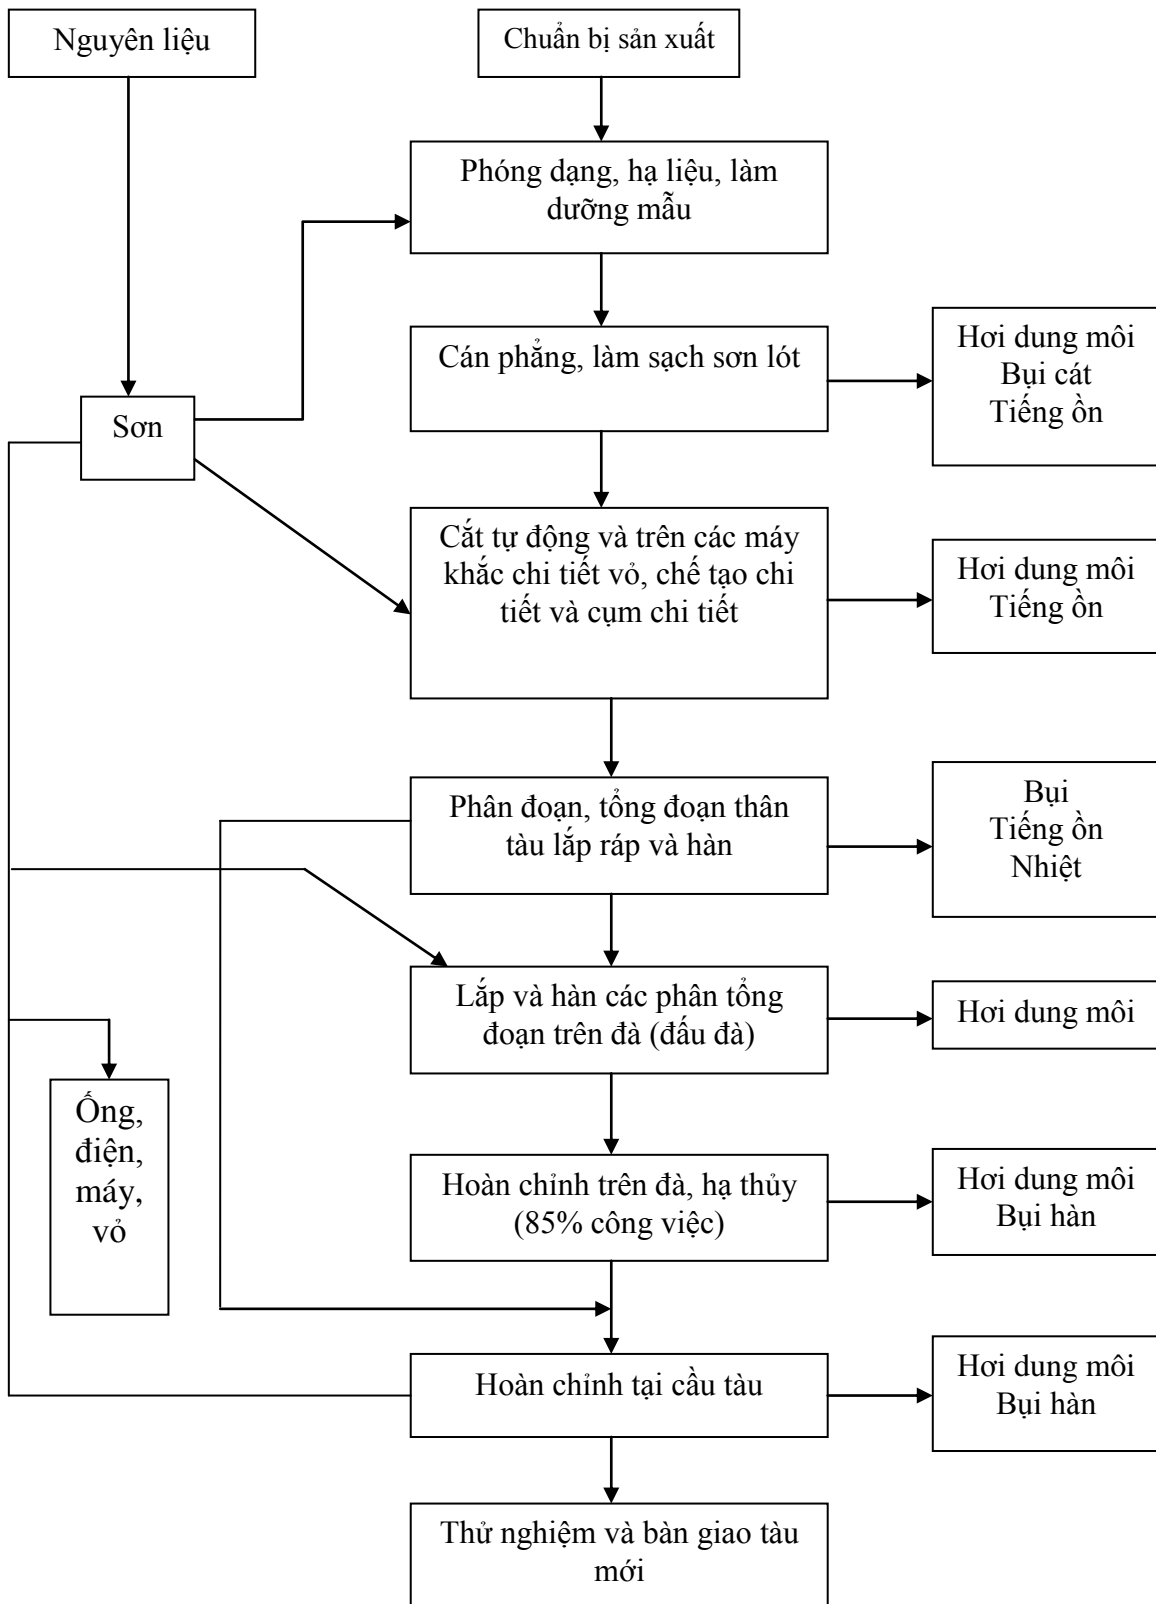 Nguyên liệu
Chuẩn bị sản xuất
Phóng dạng, hạ liệu, làm
dưỡng mẫu
Cán phẳng, làm sạch sơn lót
Hơi dung môi
Bụi cát
Tiếng ồn
Sơn
Cắt tự động và trên các máy
khắc chi tiết vỏ, chế tạo chi
tiết và cụm chi tiết
Hơi dung môi
Tiếng ồn
Phân đoạn, tổng đoạn thân
tàu lắp ráp và hàn
Bụi
Tiếng ồn
Nhiệt
Lắp và hàn các phân tổng
đoạn trên đà (đấu đà)
Hơi dung môi
Ống,
điện,
máy,
vỏ
Hoàn chỉnh trên đà, hạ thủy
(85% công việc)
Hơi dung môi
Bụi hàn
Hoàn chỉnh tại cầu tàu
Hơi dung môi
Bụi hàn
Thử nghiệm và bàn giao tàu
mới